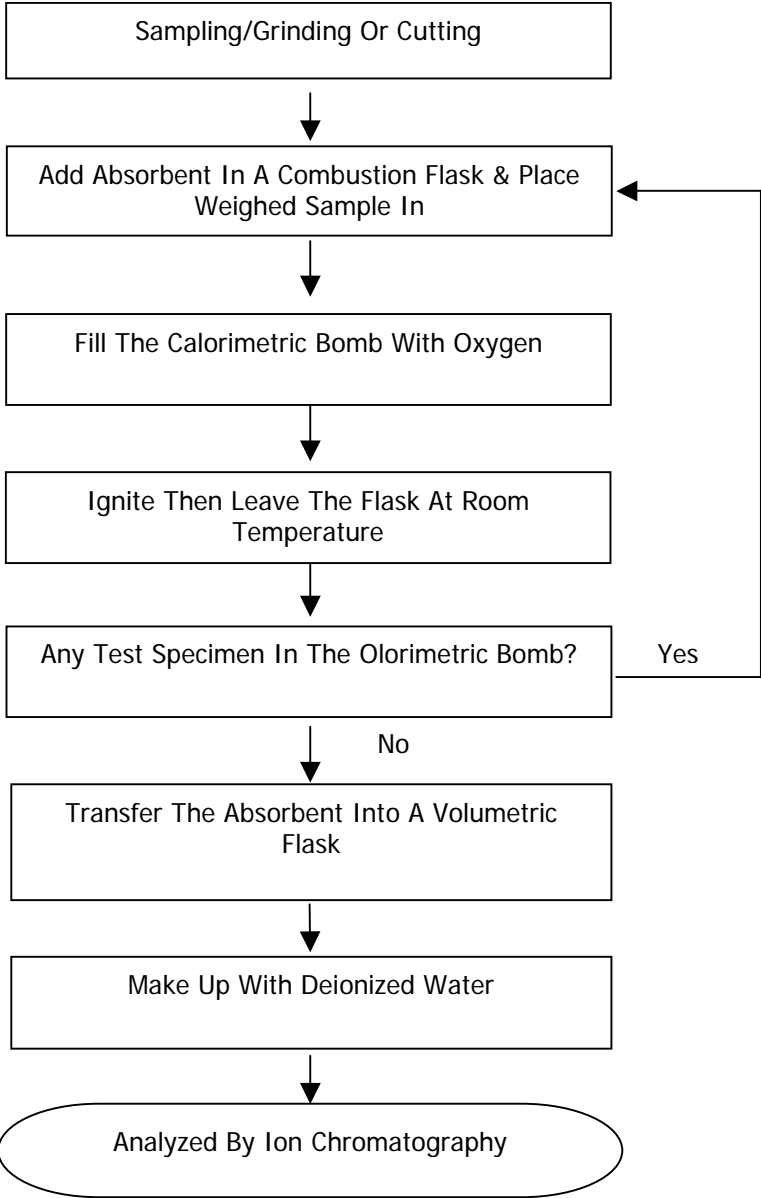 Sampling/Grinding Or Cutting
Add Absorbent In A Combustion Flask & Place
Weighed Sample In
Fill The Calorimetric Bomb With Oxygen
Ignite Then Leave The Flask At Room
Temperature
Any Test Specimen In The Olorimetric Bomb?
Yes
No
Transfer The Absorbent Into A Volumetric
Flask
Make Up With Deionized Water
Analyzed By Ion Chromatography